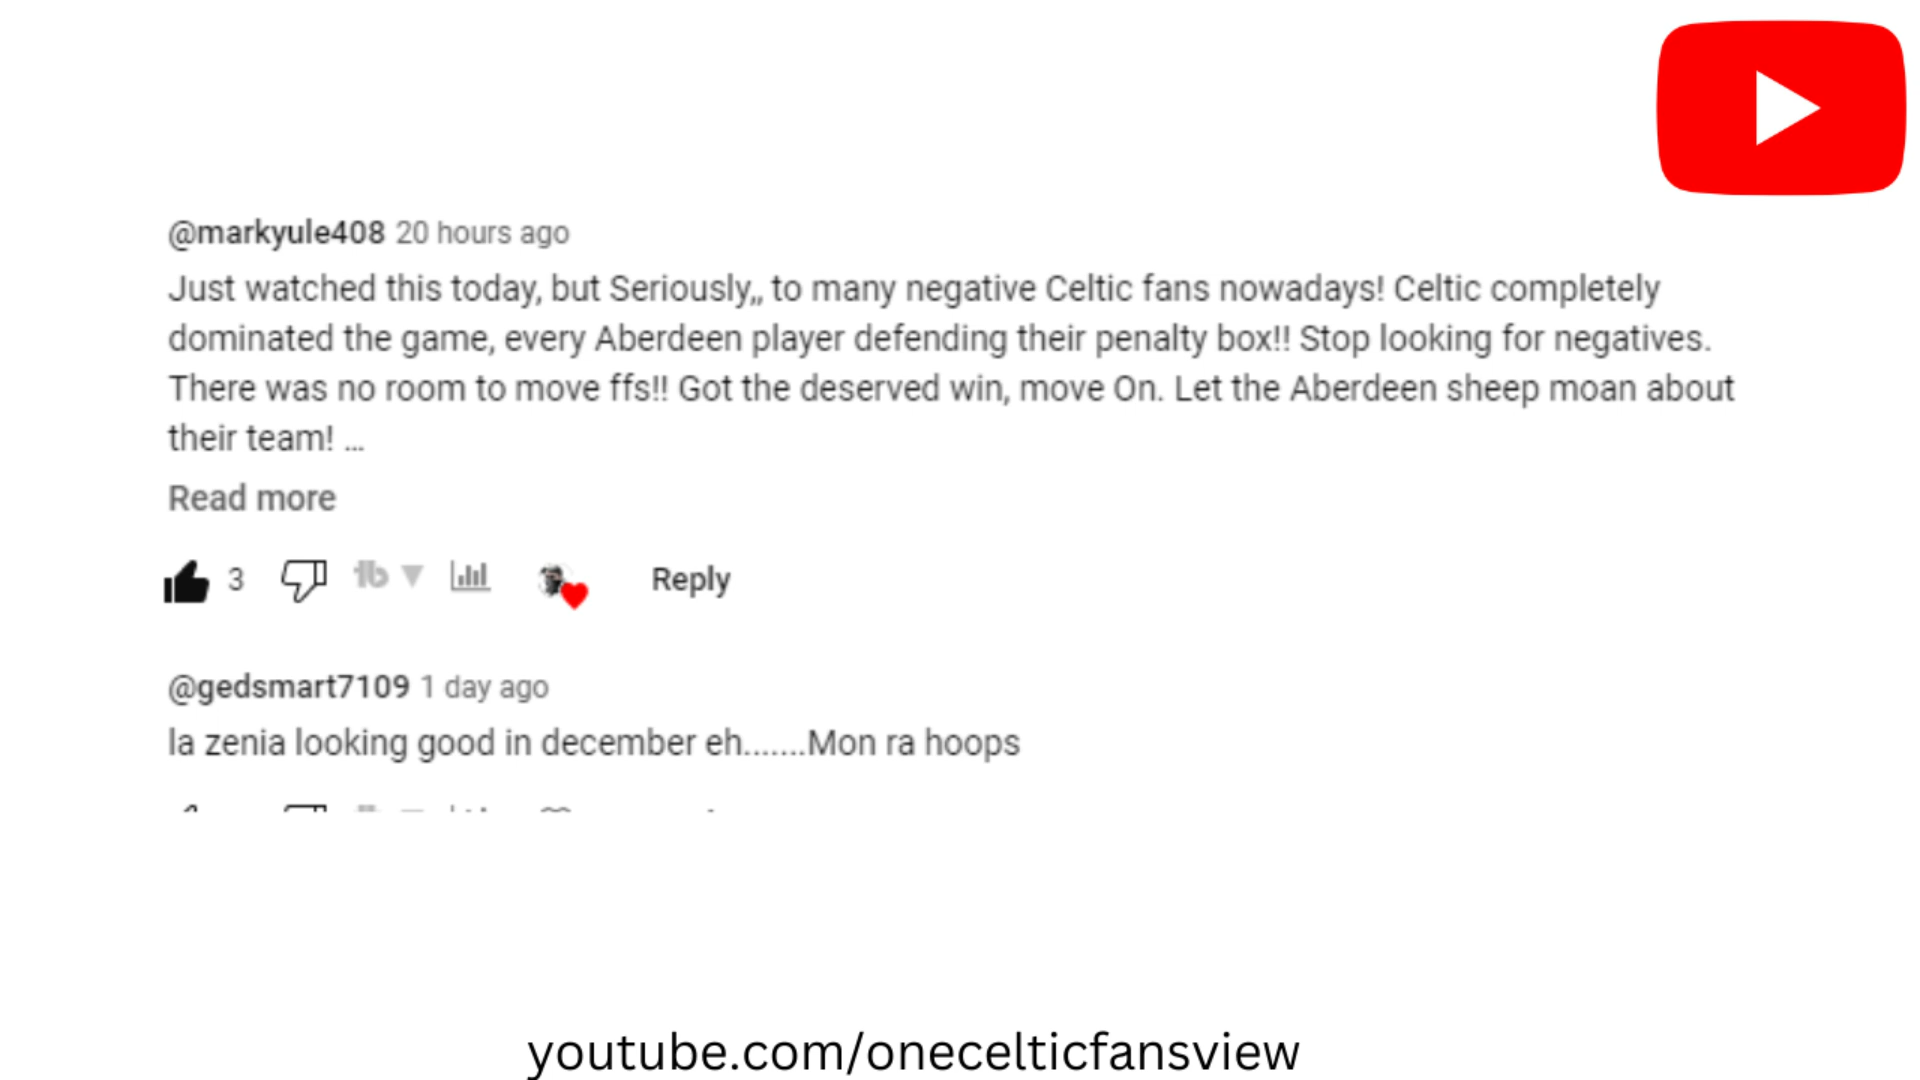 @markyule408 20 hours ago
Just watched this today, but Seriously,, to many negative Celtic fans nowadays! Celtic completely
dominated the game, every Aberdeen player defending their penalty box!! Stop looking for negatives.
There was no room to move ffs!! Got the deserved win, move On. Let the Aberdeen sheep moan about
their team! ...
Read more
3 tb Reply
@gedsmart7109 1 day ago
la zenia looking good in december eh.......Mon ra hoops
youtube.com/onecelticfansview